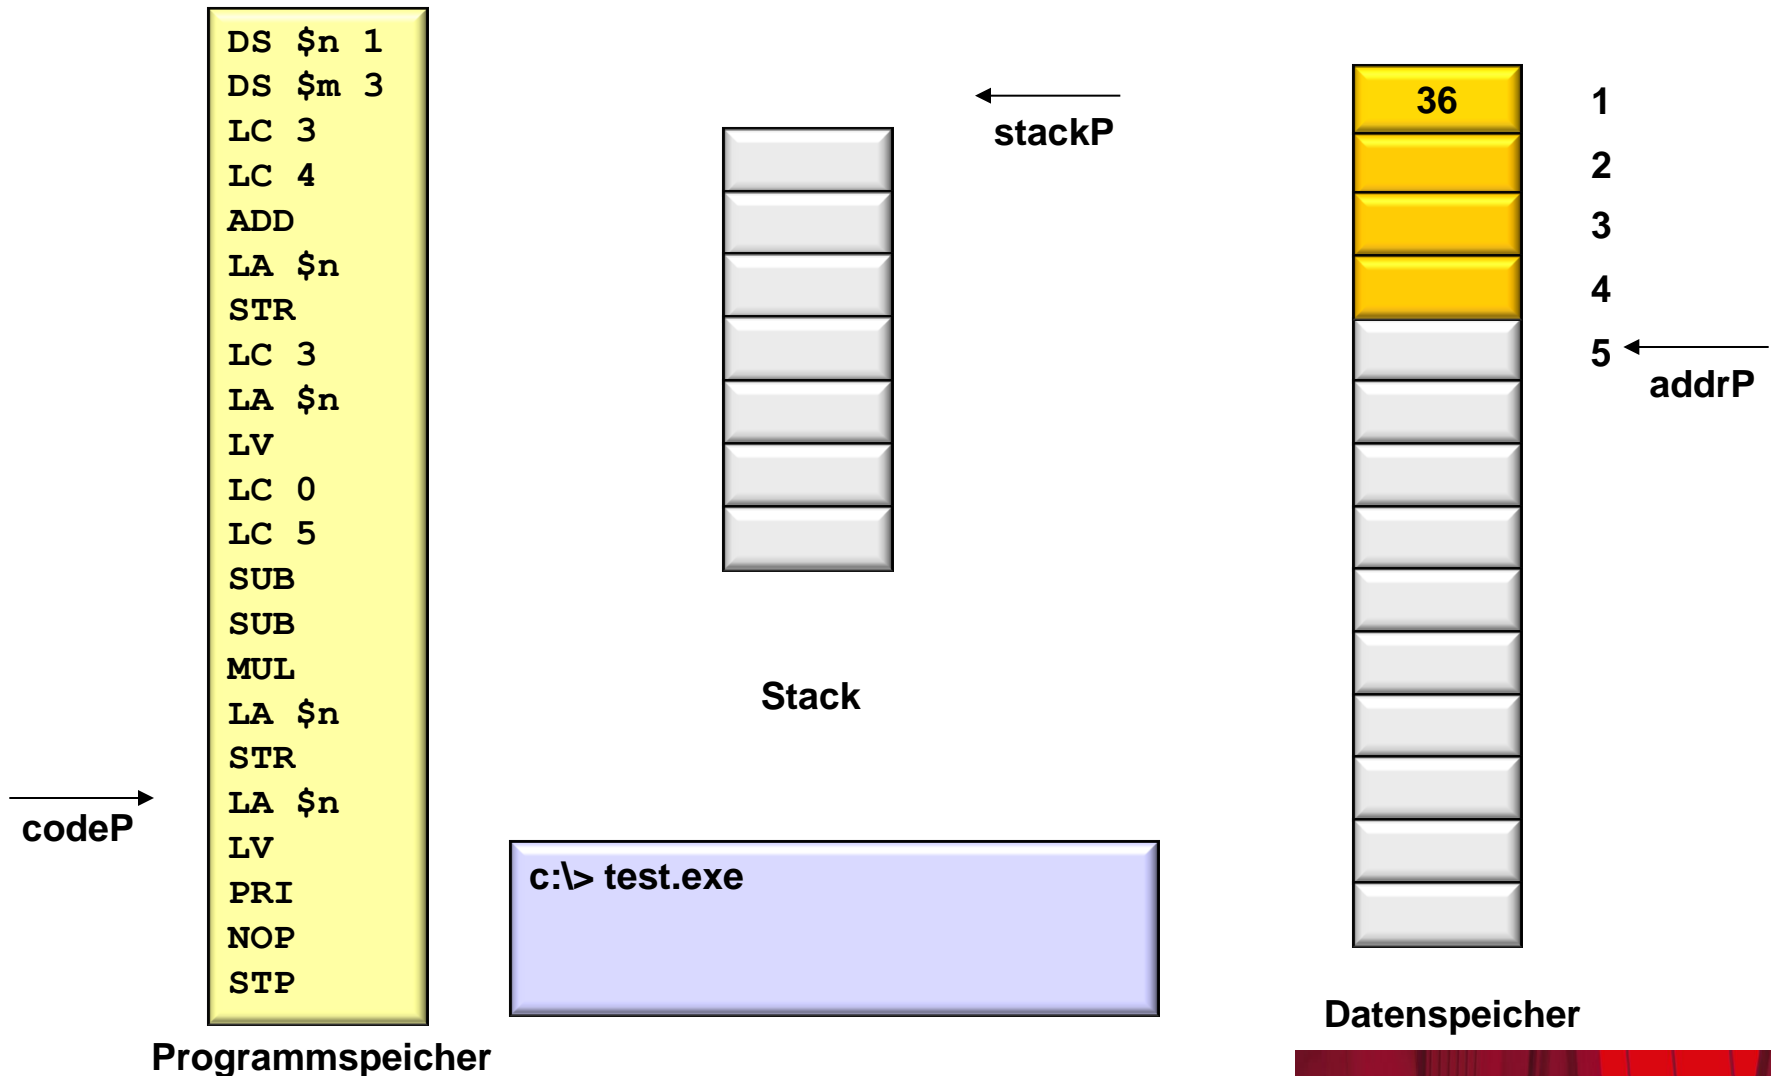 DS $n 1
DS $m 3
LC 3
LC 4
ADD
LA $n
STR
LC 3
LA $n
LV
LC 0
LC 5
SUB
SUB
MUL
LA $n
STR
LA $n
LV
PRI
NOP
STP
codeP
Programmspeicher
stackP
Stack
c:\> test.exe
36
1
2
3
4
5
addrP
Datenspeicher